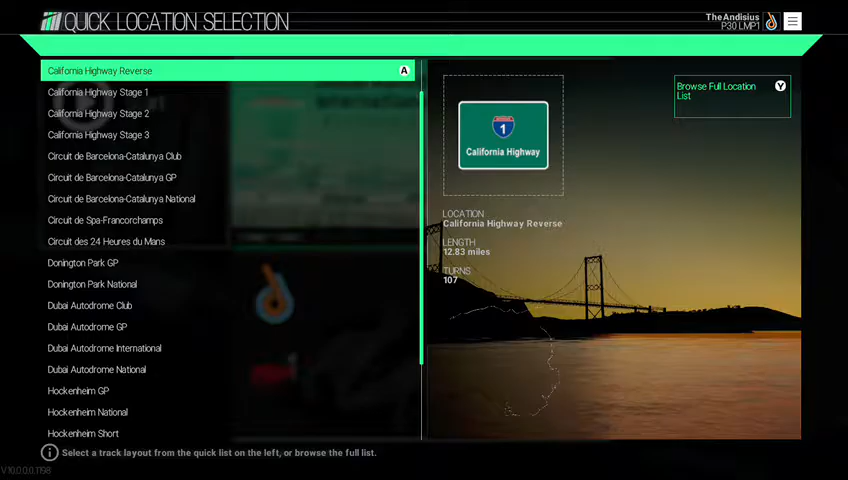 QUICK LOCATION SELECTION
TheAndisius
P30 LMP1
California Highway Reverse
A
California Highway Stage 1
California Highway Stage 2
California Highway Stage 3
Circuit de Barcelona-Catalunya Club
Circuit de Barcelona-Catalunya GP
Circuit de Barcelona-Catalunya National
Circuit de Spa-Francorchamps
Circuit des 24 Heures du Mans
Donington Park GP
Donington Park National
Dubai Autodrome Club
Dubai Autodrome GP
Dubai Autodrome International
Dubai Autodrome National
Hockenheim GP
Hockenheim National
Hockenheim Short
1
California Highway
LOCATION
California Highway Reverse
LENGTH
12.83 miles
TURNS
107
Browse Full Location
List
Y
Select a track layout from the quick list on the left, or browse the full list.
V10.0.0.0.1198